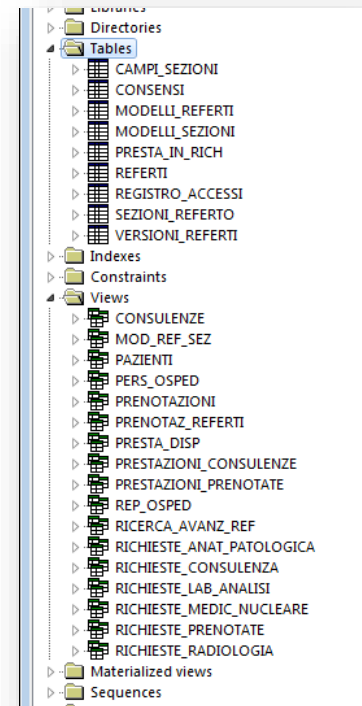 Libraries
Directories
Tables
CAMPI_SEZIONI
CONSENSI
MODELLI_REFERTI
MODELLI_SEZIONI
PRESTA_IN_RICH
REFERTI
REGISTRO_ACCESSI
SEZIONI_REFERTO
VERSIONI_REFERTI
Indexes
Constraints
Views
CONSULENZE
MOD_REF_SEZ
PAZIENTI
PERS_OSPED
PRENOTAZIONI
PRENOTAZ_REFERTI
PRESTA_DISP
PRESTAZIONI_CONSULENZE
PRESTAZIONI_PRENOTATE
REP_OSPED
RICERCA_AVANZ_REF
RICHIESTE_ANAT_PATOLOGICA
RICHIESTE_CONSULENZA
RICHIESTE_LAB_ANALISI
RICHIESTE_MEDIC_NUCLEARE
RICHIESTE_PRENOTATE
RICHIESTE_RADIOLOGIA
Materialized views
Sequences